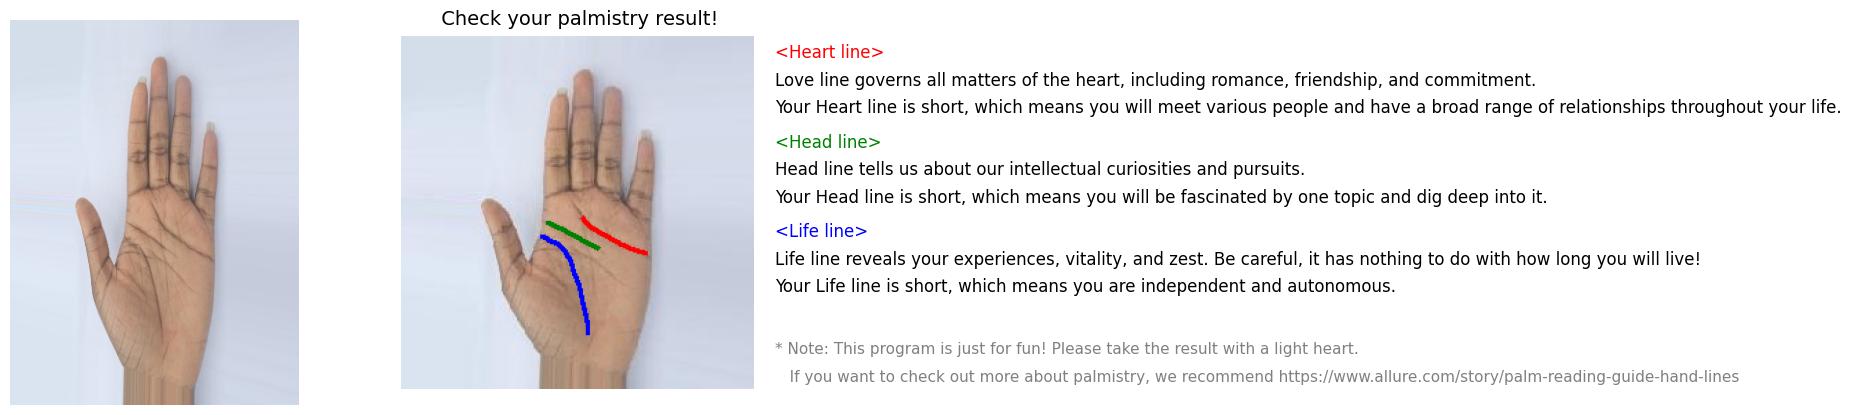 Check your palmistry result!
<Heart line>
Love line governs all matters of the heart, including romance, friendship, and commitment.
Your Heart line is short, which means you will meet various people and have a broad range of relationships throughout your life.
<Head line>
Head line tells us about our intellectual curiosities and pursuits.
Your Head line is short, which means you will be fascinated by one topic and dig deep into it.
<Life line>
Life line reveals your experiences, vitality, and zest. Be careful, it has nothing to do with how long you will live!
Your Life line is short, which means you are independent and autonomous.
* Note: This program is just for fun! Please take the result with a light heart.
If you want to check out more about palmistry, we recommend https://www.allure.com/story/palm-reading-guide-hand-lines